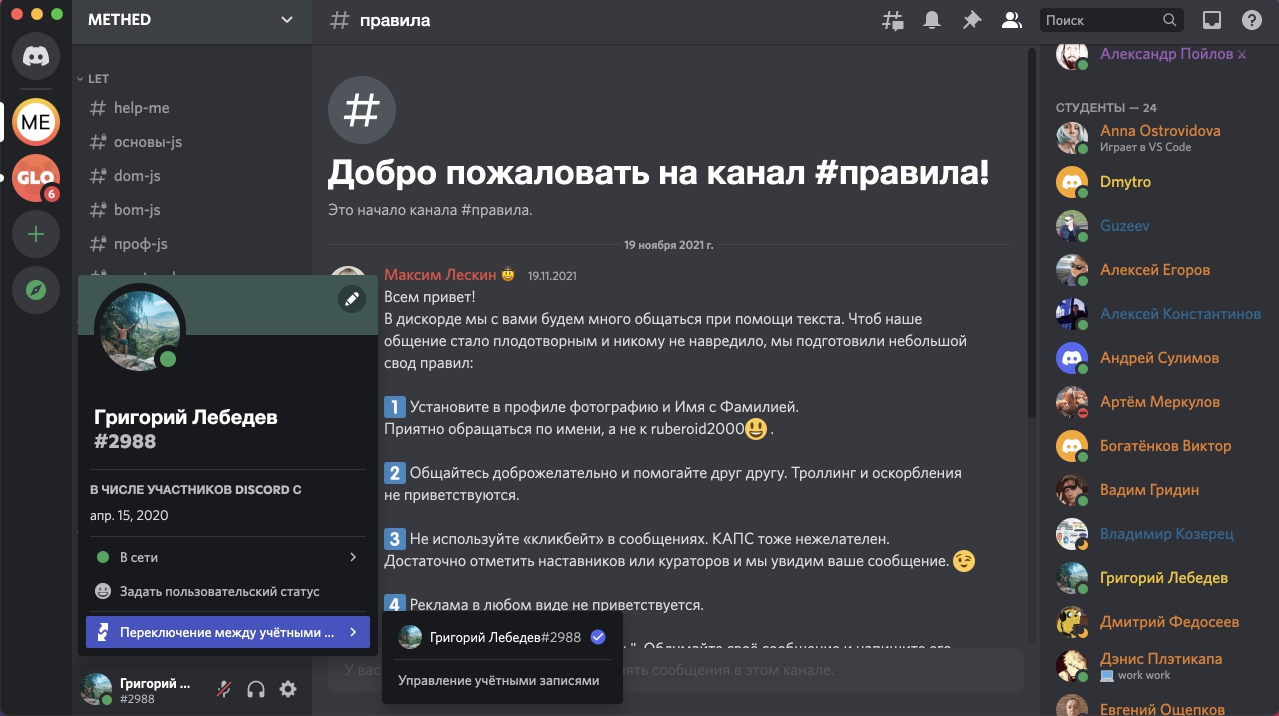 METHED
правила
Поиск
ME
GLO
6
LET
help-me
основы-js
dom-js
bom-js
проф-js
Добро пожаловать на канал #правила!
Это начало канала #правила.
19 ноября 2021 г.
Максим Лескин 19.11.2021
Всем привет!
В дискорде мы с вами будем много общаться при помощи текста. Чтоб наше
общение стало плодотворным и никому не навредило, мы подготовили небольшой
свод правил:
1 Установите в профиле фотографию и Имя с Фамилией.
Приятно обращаться по имени, а не к ruberoid2000😃 .
2 Общайтесь доброжелательно и помогайте друг другу. Троллинг и оскорбления
не приветствуются.
3 Не используйте «кликбейт» в сообщениях. КАПС тоже нежелателен.
Достаточно отметить наставников или кураторов и мы увидим ваше сообщение. 😉
4 Реклама в любом виде не приветствуется.
". Обдумайте своё сообщение и напишите его
У вас
ять сообщения в этом канале.
Григорий Лебедев
#2988
В ЧИСЛЕ УЧАСТНИКОВ DISCORD С
апр. 15, 2020
В сети
Задать пользовательский статус
Переключение между учётными ...
Григорий Лебедев#2988
Управление учётными записями
Григорий ...
#2988
Александр Пойлов ⚔
СТУДЕНТЫ — 24
Anna Ostrovidova
Играет в VS Code
Dmytro
Guzeev
Алексей Егоров
Алексей Константинов
Андрей Сулимов
Артём Меркулов
Богатёнков Виктор
Вадим Гридин
Владимир Козерец
Григорий Лебедев
Дмитрий Федосеев
Дэнис Плэтикапа
💻 work work
Евгений Ощепков